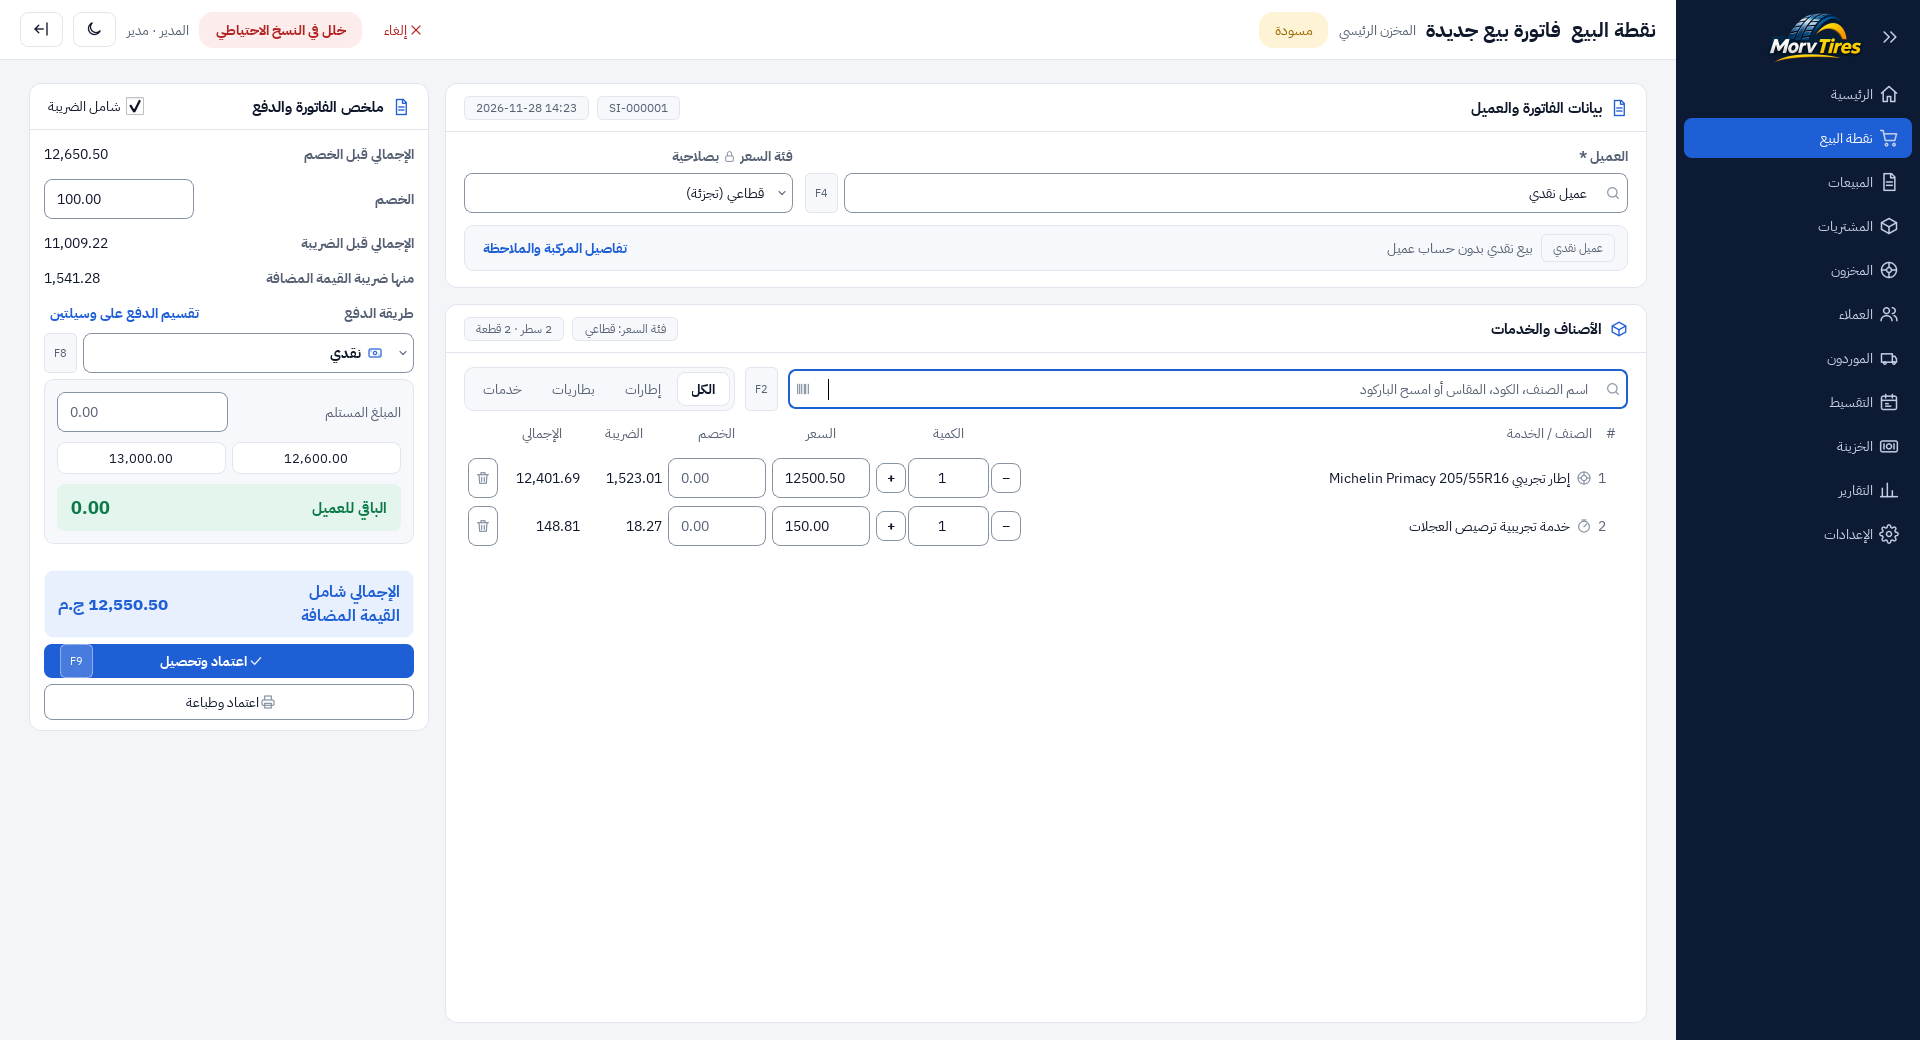 MorvTires
الرئيسية
نقطة البيع
المبيعات
المشتريات
المخزون
العملاء
الموردون
التقسيط
الخزينة
التقارير
الإعدادات
نقطة البيع فاتورة بيع جديدة المخزن الرئيسي مسودة
إلغاء خلل في النسخ الاحتياطي المدير · مدير
بيانات الفاتورة والعميل SI-000001 2026-11-28 14:23
العميل * فئة السعر بصلاحية
عميل نقدي F4 قطاعي (تجزئة)
عميل نقدي بيع نقدي بدون حساب عميل تفاصيل المركبة والملاحظة
الأصناف والخدمات فئة السعر: قطاعي 2 سطر · 2 قطعة
اسم الصنف، الكود، المقاس أو امسح الباركود F2 الكل إطارات بطاريات خدمات
# الصنف / الخدمة الكمية السعر الخصم الضريبة الإجمالي
1 إطار تجريبي Michelin Primacy 205/55R16 − 1 + 12500.50 0.00 1,523.01 12,401.69
2 خدمة تجريبية ترصيص العجلات − 1 + 150.00 0.00 18.27 148.81
ملخص الفاتورة والدفع شامل الضريبة
الإجمالي قبل الخصم 12,650.50
الخصم 100.00
الإجمالي قبل الضريبة 11,009.22
منها ضريبة القيمة المضافة 1,541.28
طريقة الدفع تقسيم الدفع على وسيلتين
نقدي F8
المبلغ المستلم 0.00
12,600.00 13,000.00
الباقي للعميل 0.00
الإجمالي شامل
القيمة المضافة 12,550.50 ج.م
اعتماد وتحصيل F9
اعتماد وطباعة